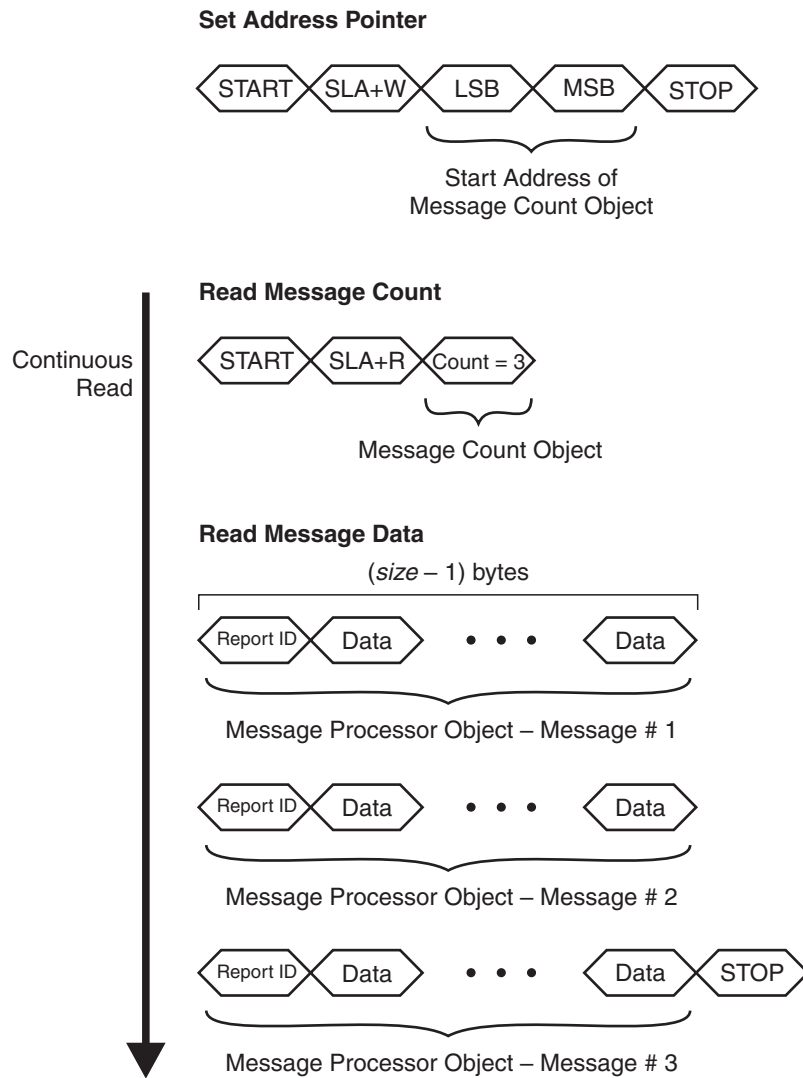 Set Address Pointer
START SLA+W LSB MSB STOP
Start Address of
Message Count Object
Read Message Count
Continuous
Read
START SLA+R Count = 3
Message Count Object
Read Message Data
(size – 1) bytes
Report ID Data • • • Data
Message Processor Object – Message # 1
Report ID Data • • • Data
Message Processor Object – Message # 2
Report ID Data • • • Data STOP
Message Processor Object – Message # 3